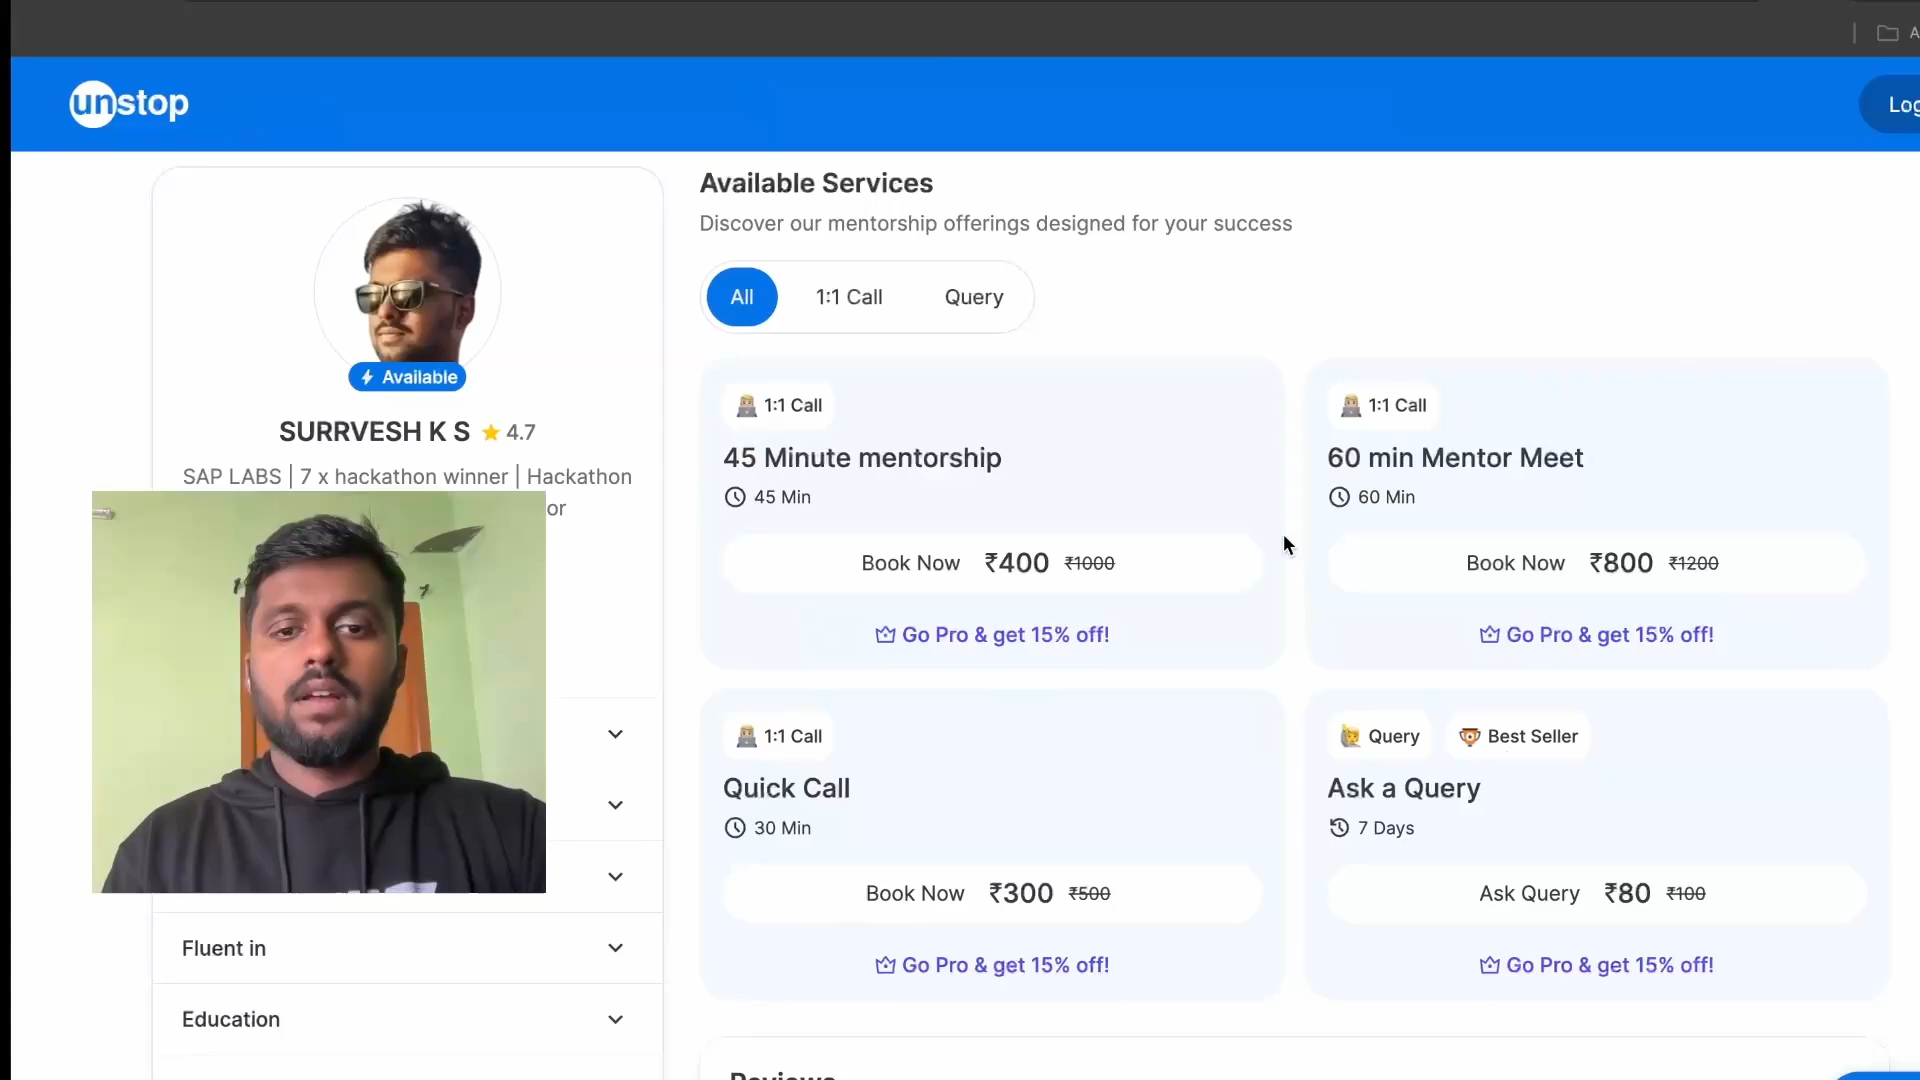 unstop
Available
SURRVESH K S 4.7
SAP LABS | 7 x hackathon winner | Hackathon
or
Fluent in
Education
Available Services
Discover our mentorship offerings designed for your success
All 1:1 Call Query
1:1 Call
45 Minute mentorship
45 Min
Book Now ₹400 ₹1000
Go Pro & get 15% off!
1:1 Call
60 min Mentor Meet
60 Min
Book Now ₹800 ₹1200
Go Pro & get 15% off!
1:1 Call
Quick Call
30 Min
Book Now ₹300 ₹500
Go Pro & get 15% off!
Query Best Seller
Ask a Query
7 Days
Ask Query ₹80 ₹100
Go Pro & get 15% off!
Reviews